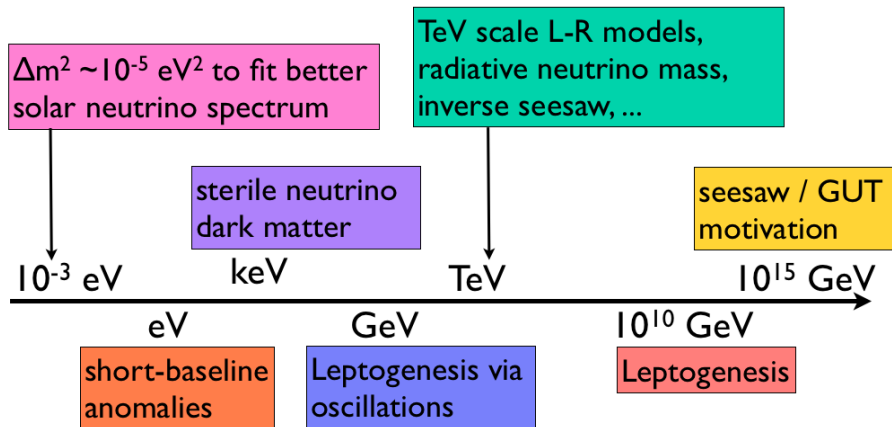 Δm² ~10⁻⁵ eV² to fit better
solar neutrino spectrum
TeV scale L-R models,
radiative neutrino mass,
inverse seesaw, ...
sterile neutrino
dark matter
seesaw / GUT
motivation
10⁻³ eV
keV
TeV
10¹⁵ GeV
eV
GeV
10¹⁰ GeV
short-baseline
anomalies
Leptogenesis via
oscillations
Leptogenesis